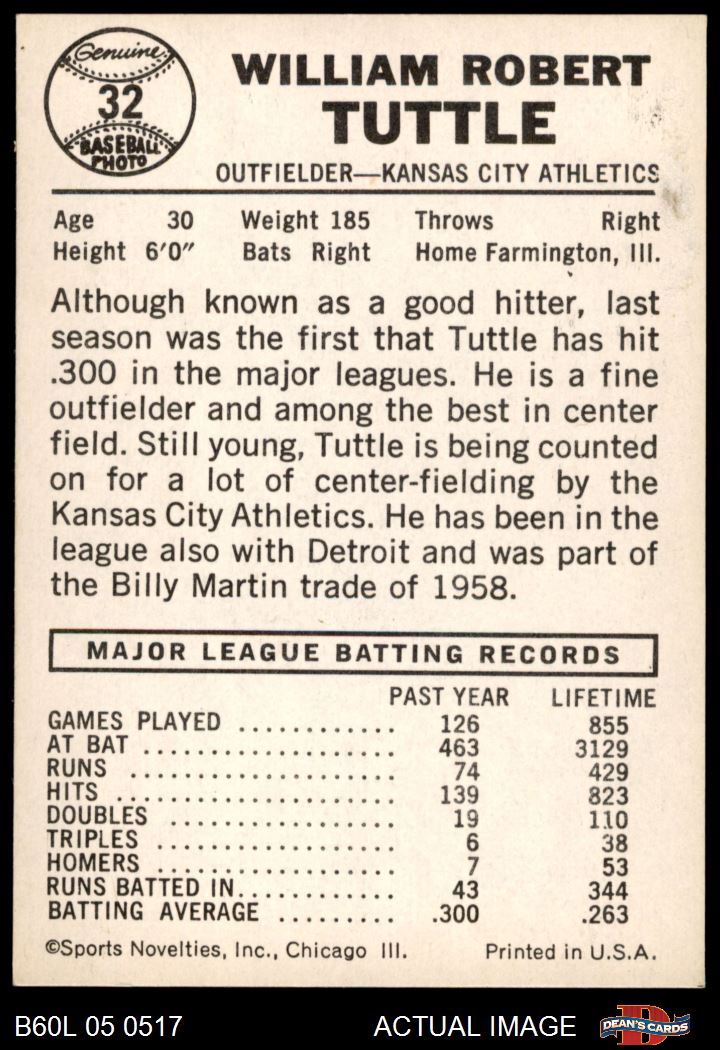 Genuine
32
BASEBALL
PHOTO
WILLIAM ROBERT
TUTTLE
OUTFIELDER—KANSAS CITY ATHLETICS
Age 30 Weight 185 Throws Right
Height 6'0" Bats Right Home Farmington, Ill.
Although known as a good hitter, last
season was the first that Tuttle has hit
.300 in the major leagues. He is a fine
outfielder and among the best in center
field. Still young, Tuttle is being counted
on for a lot of center-fielding by the
Kansas City Athletics. He has been in the
league also with Detroit and was part of
the Billy Martin trade of 1958.
MAJOR LEAGUE BATTING RECORDS
PAST YEAR LIFETIME
GAMES PLAYED ............ 126 855
AT BAT .................. 463 3129
RUNS .................. 74 429
HITS ................... 139 823
DOUBLES ................ 19 110
TRIPLES ................. 6 38
HOMERS ................. 7 53
RUNS BATTED IN............ 43 344
BATTING AVERAGE ......... .300 .263
©Sports Novelties, Inc., Chicago Ill. Printed in U.S.A.
B60L 05 0517 ACTUAL IMAGE D DEAN'S CARDS